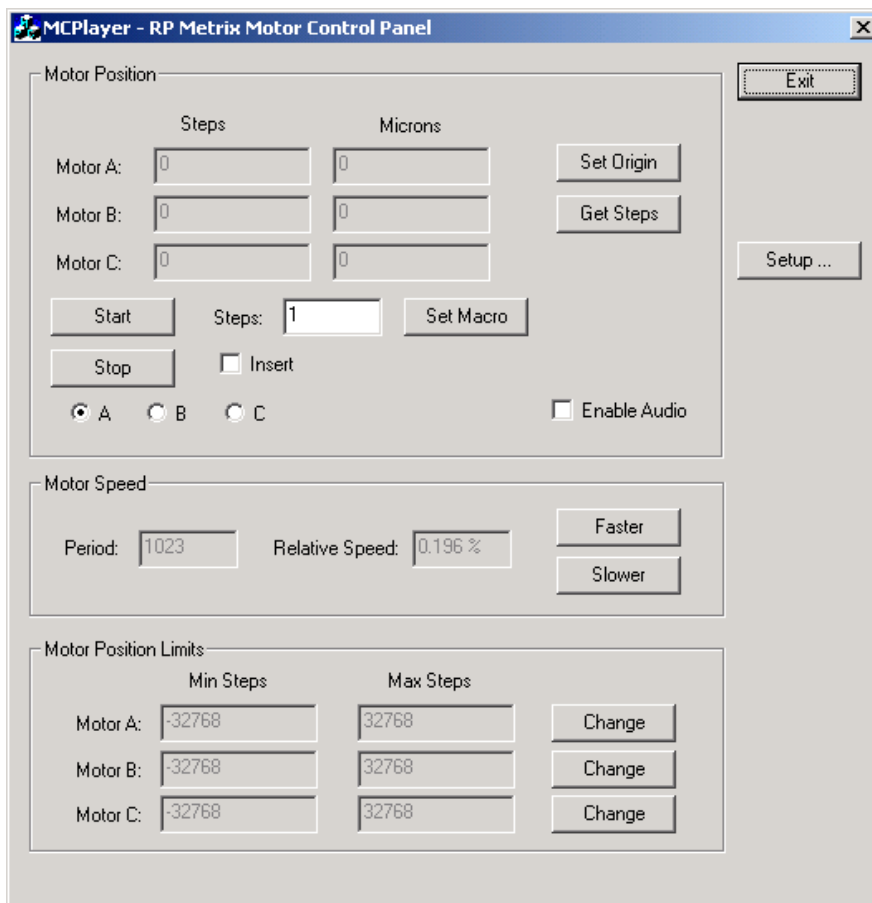 MCPlayer - RP Metrix Motor Control Panel
Motor Position
Exit
Steps Microns
Motor A: 0 0 Set Origin
Motor B: 0 0 Get Steps
Motor C: 0 0
Setup ...
Start Steps: 1 Set Macro
Stop Insert
A B C Enable Audio
Motor Speed
Period: 1023 Relative Speed: 0.196 % Faster
Slower
Motor Position Limits
Min Steps Max Steps
Motor A: -32768 32768 Change
Motor B: -32768 32768 Change
Motor C: -32768 32768 Change